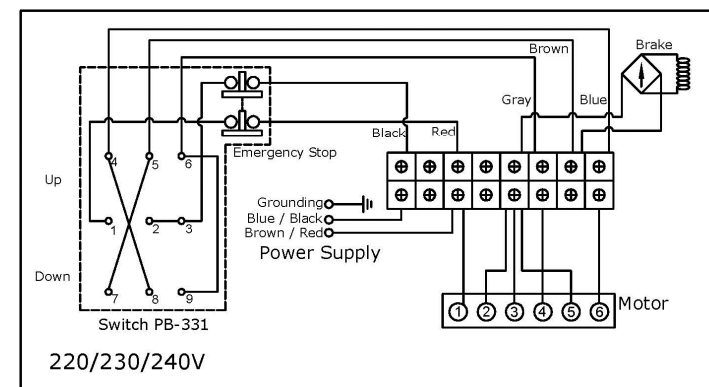 Brake
Brown
Gray
Blue
Black
Red
Emergency Stop
4 5 6
Up
1 2 3
Down
7 8 9
Switch PB-331
Grounding
Blue / Black
Brown / Red
Power Supply
1 2 3 4 5 6
Motor
220/230/240V